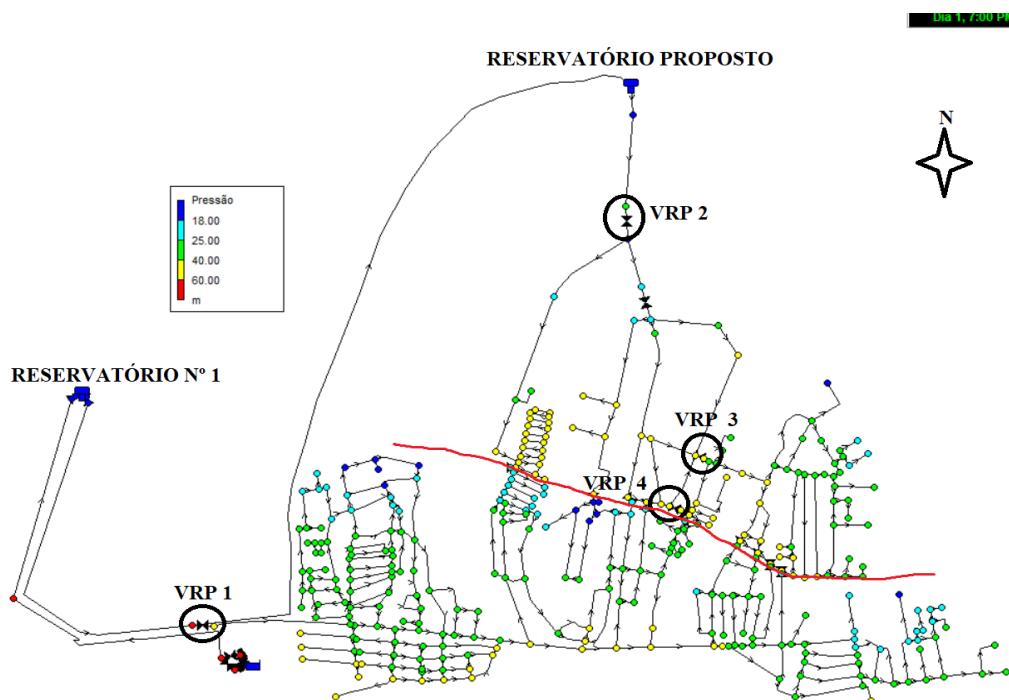 Dia 1, 7:00 PM
RESERVATÓRIO PROPOSTO
N
Pressão
18.00
25.00
40.00
60.00
m
VRP 2
RESERVATÓRIO Nº 1
VRP 3
VRP 4
VRP 1